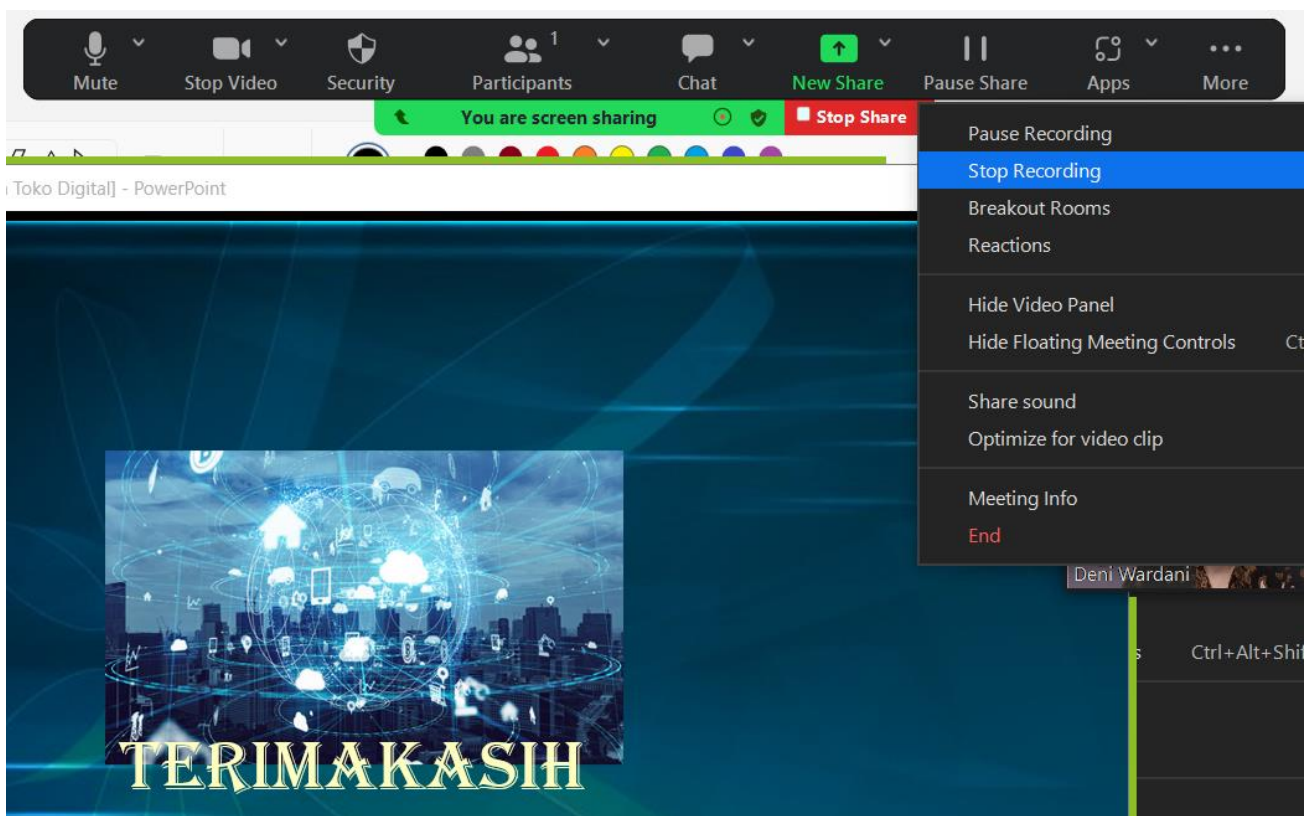 Mute
Stop Video
Security
Participants 1
Chat
New Share
Pause Share
Apps
More
You are screen sharing
Stop Share
Toko Digital] - PowerPoint
Pause Recording
Stop Recording
Breakout Rooms
Reactions
Hide Video Panel
Hide Floating Meeting Controls
Share sound
Optimize for video clip
Meeting Info
End
Deni Wardani
Ctrl+Alt+Shif
TERIMAKASIH